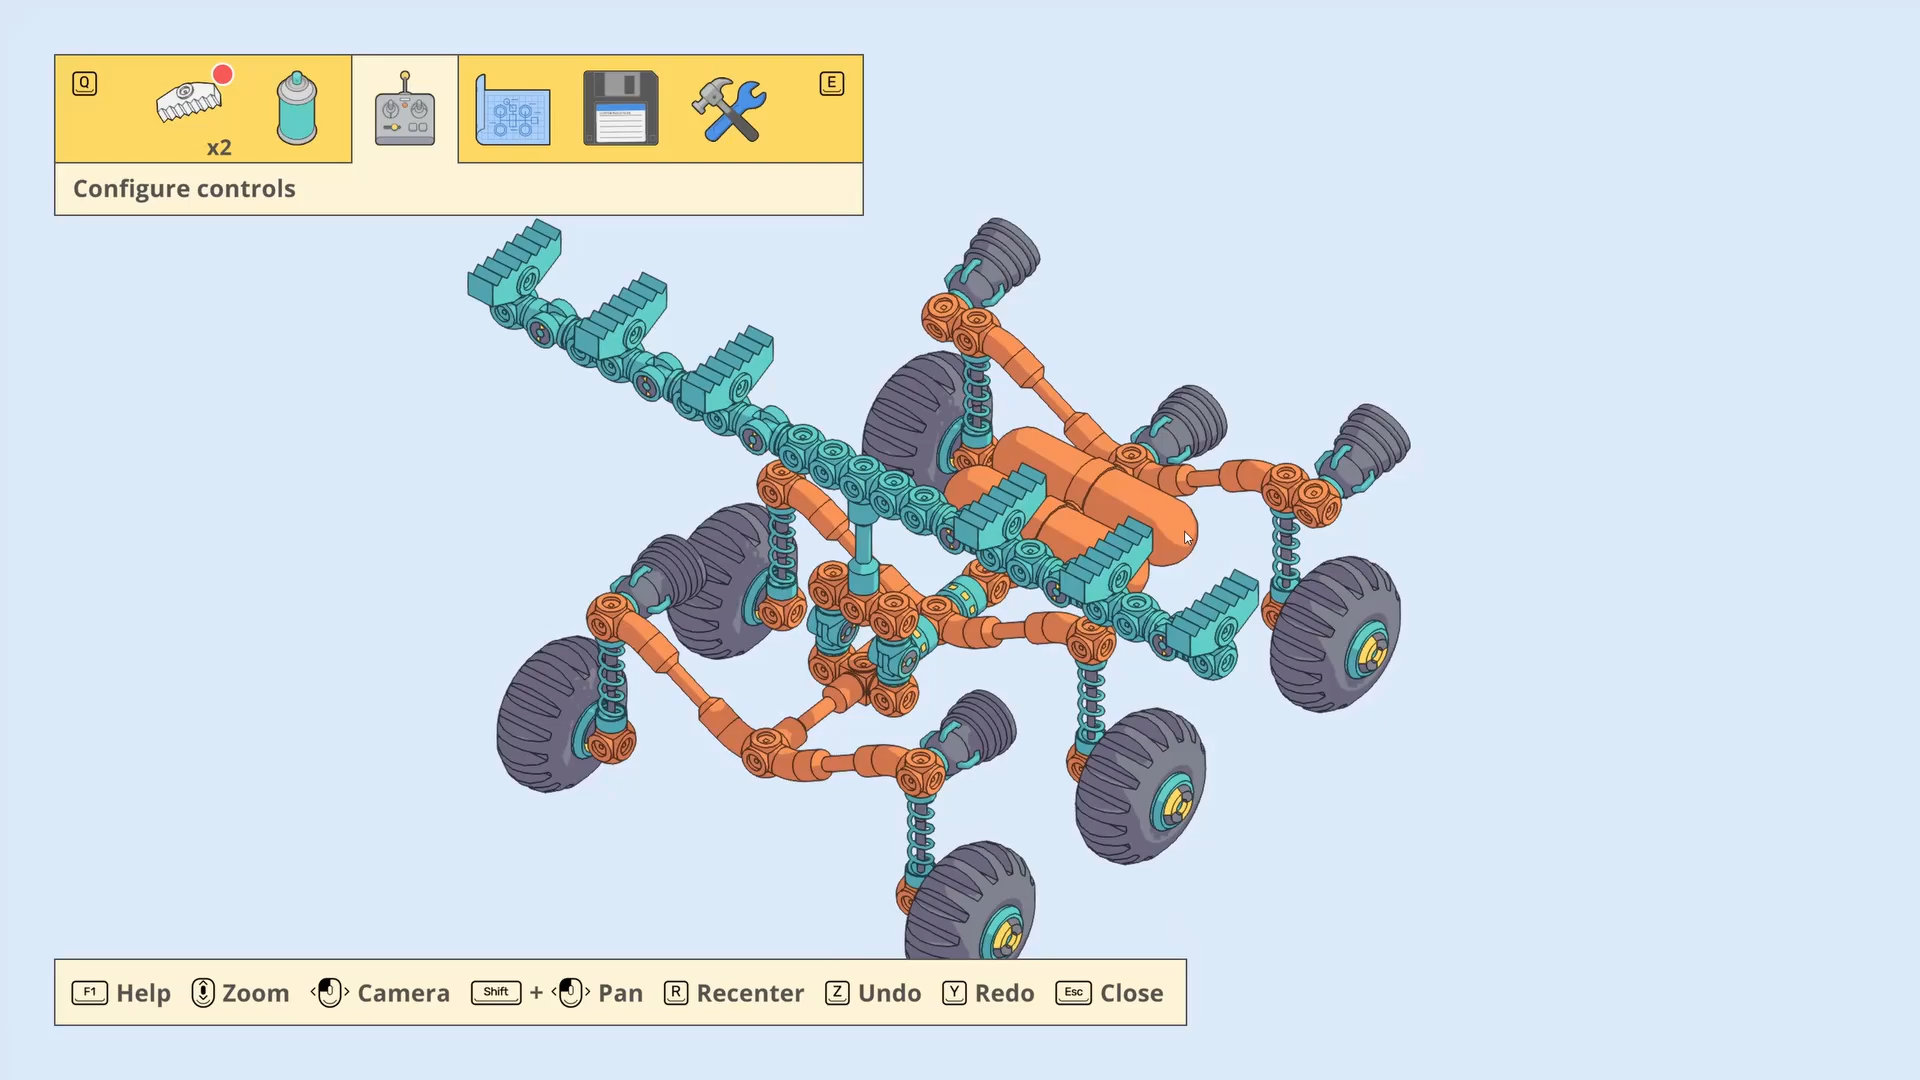 Q
E
x2
Configure controls
F1 Help Zoom Camera Shift + Pan R Recenter Z Undo Y Redo Esc Close